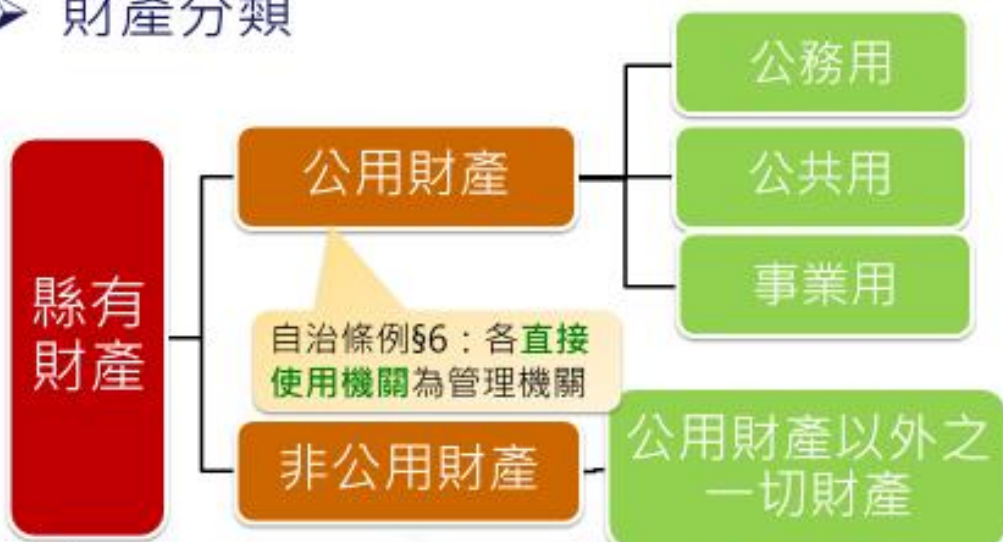 財產分類
公務用
公用財產
公共用
事業用
縣有
財產
自治條例§6：各直接
使用機關為管理機關
非公用財產
公用財產以外之
一切財產